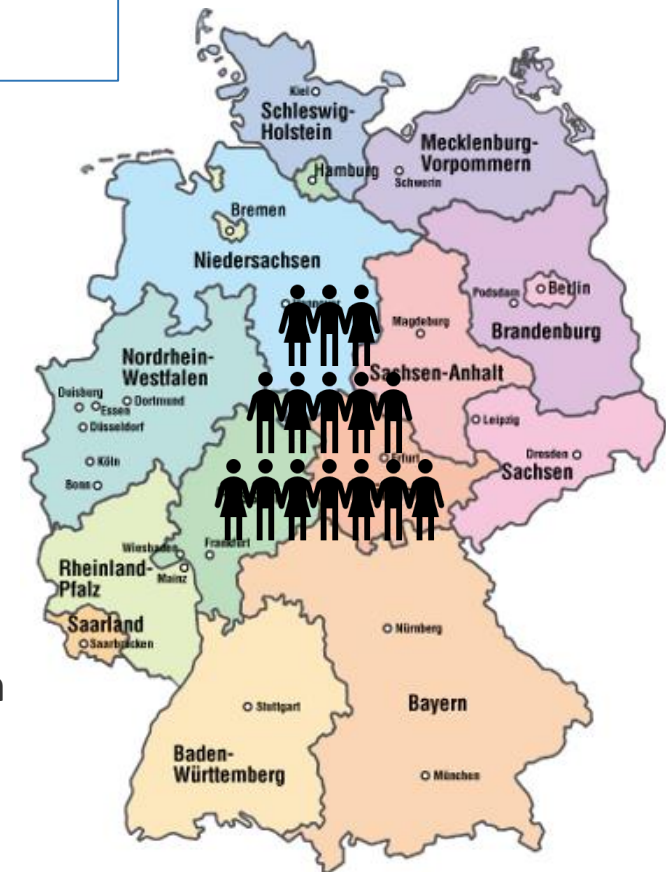 Kiel
Schleswig-
Holstein
Hamburg
Mecklenburg-
Vorpommern
Schwerin
Bremen
Niedersachsen
Potsdam
Berlin
Brandenburg
Magdeburg
Sachsen-Anhalt
Nordrhein-
Westfalen
Duisburg
Essen
Dortmund
Düsseldorf
Köln
Bonn
Leipzig
Dresden
Sachsen
Erfurt
Wiesbaden
Frankfurt
Mainz
Rheinland-
Pfalz
Saarland
Saarbrücken
n
Nürnberg
Stuttgart
Bayern
Baden-
Württemberg
München